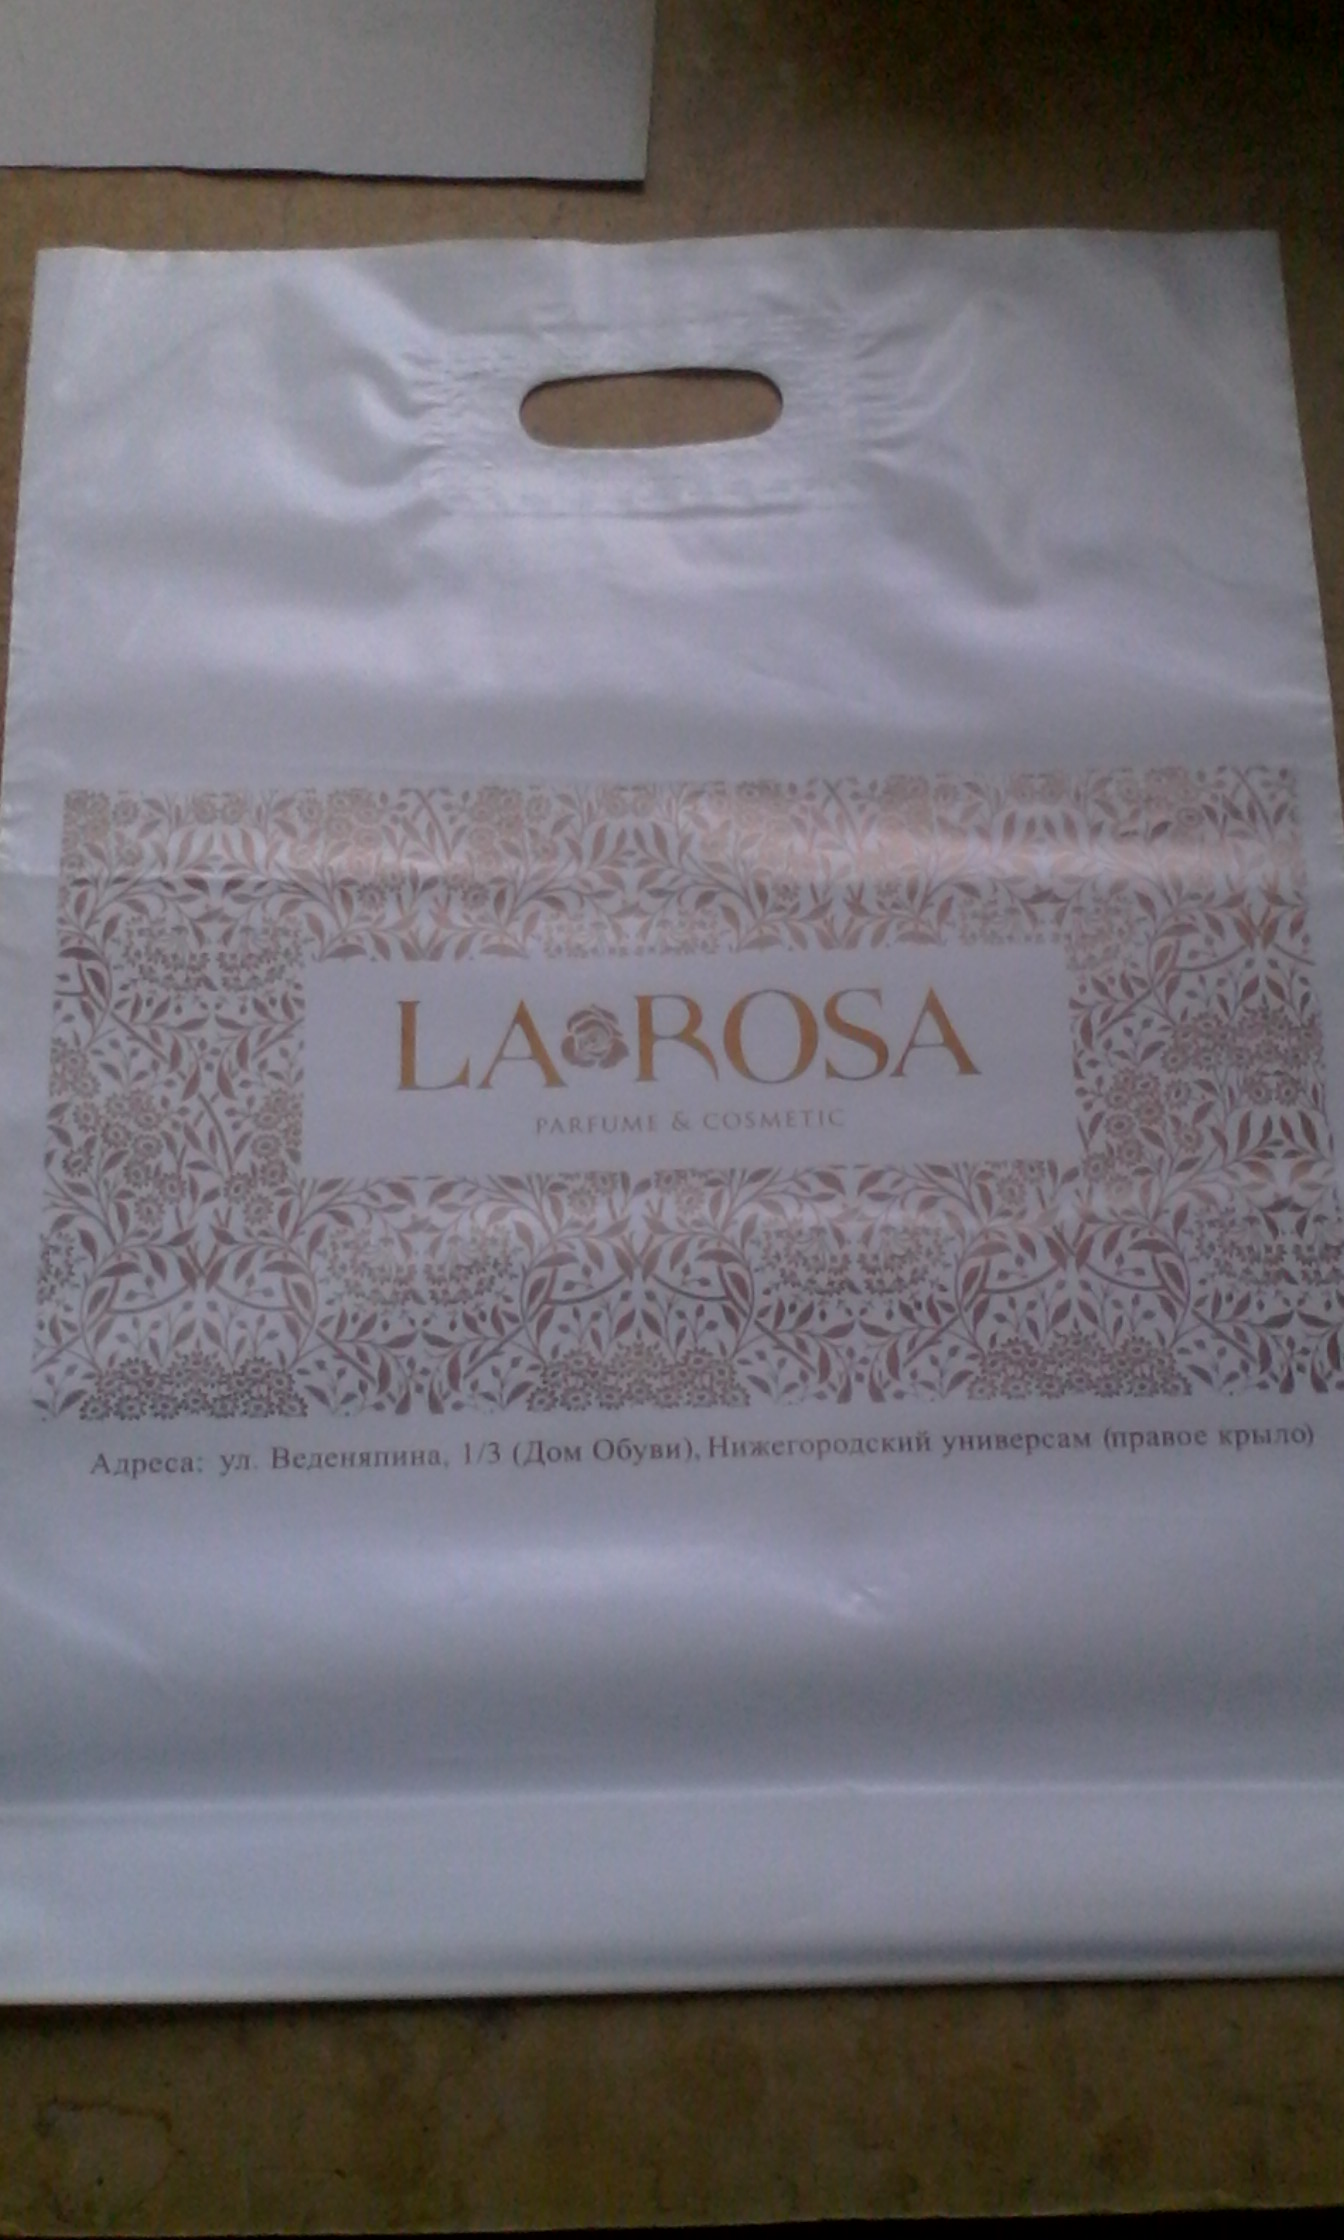 LA ROSA
PARFUME & COSMETIC
Адреса: ул. Веденяпина, 1/3 (Дом Обуви), Нижегородский универсам (правое крыло)